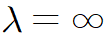 λ = ∞